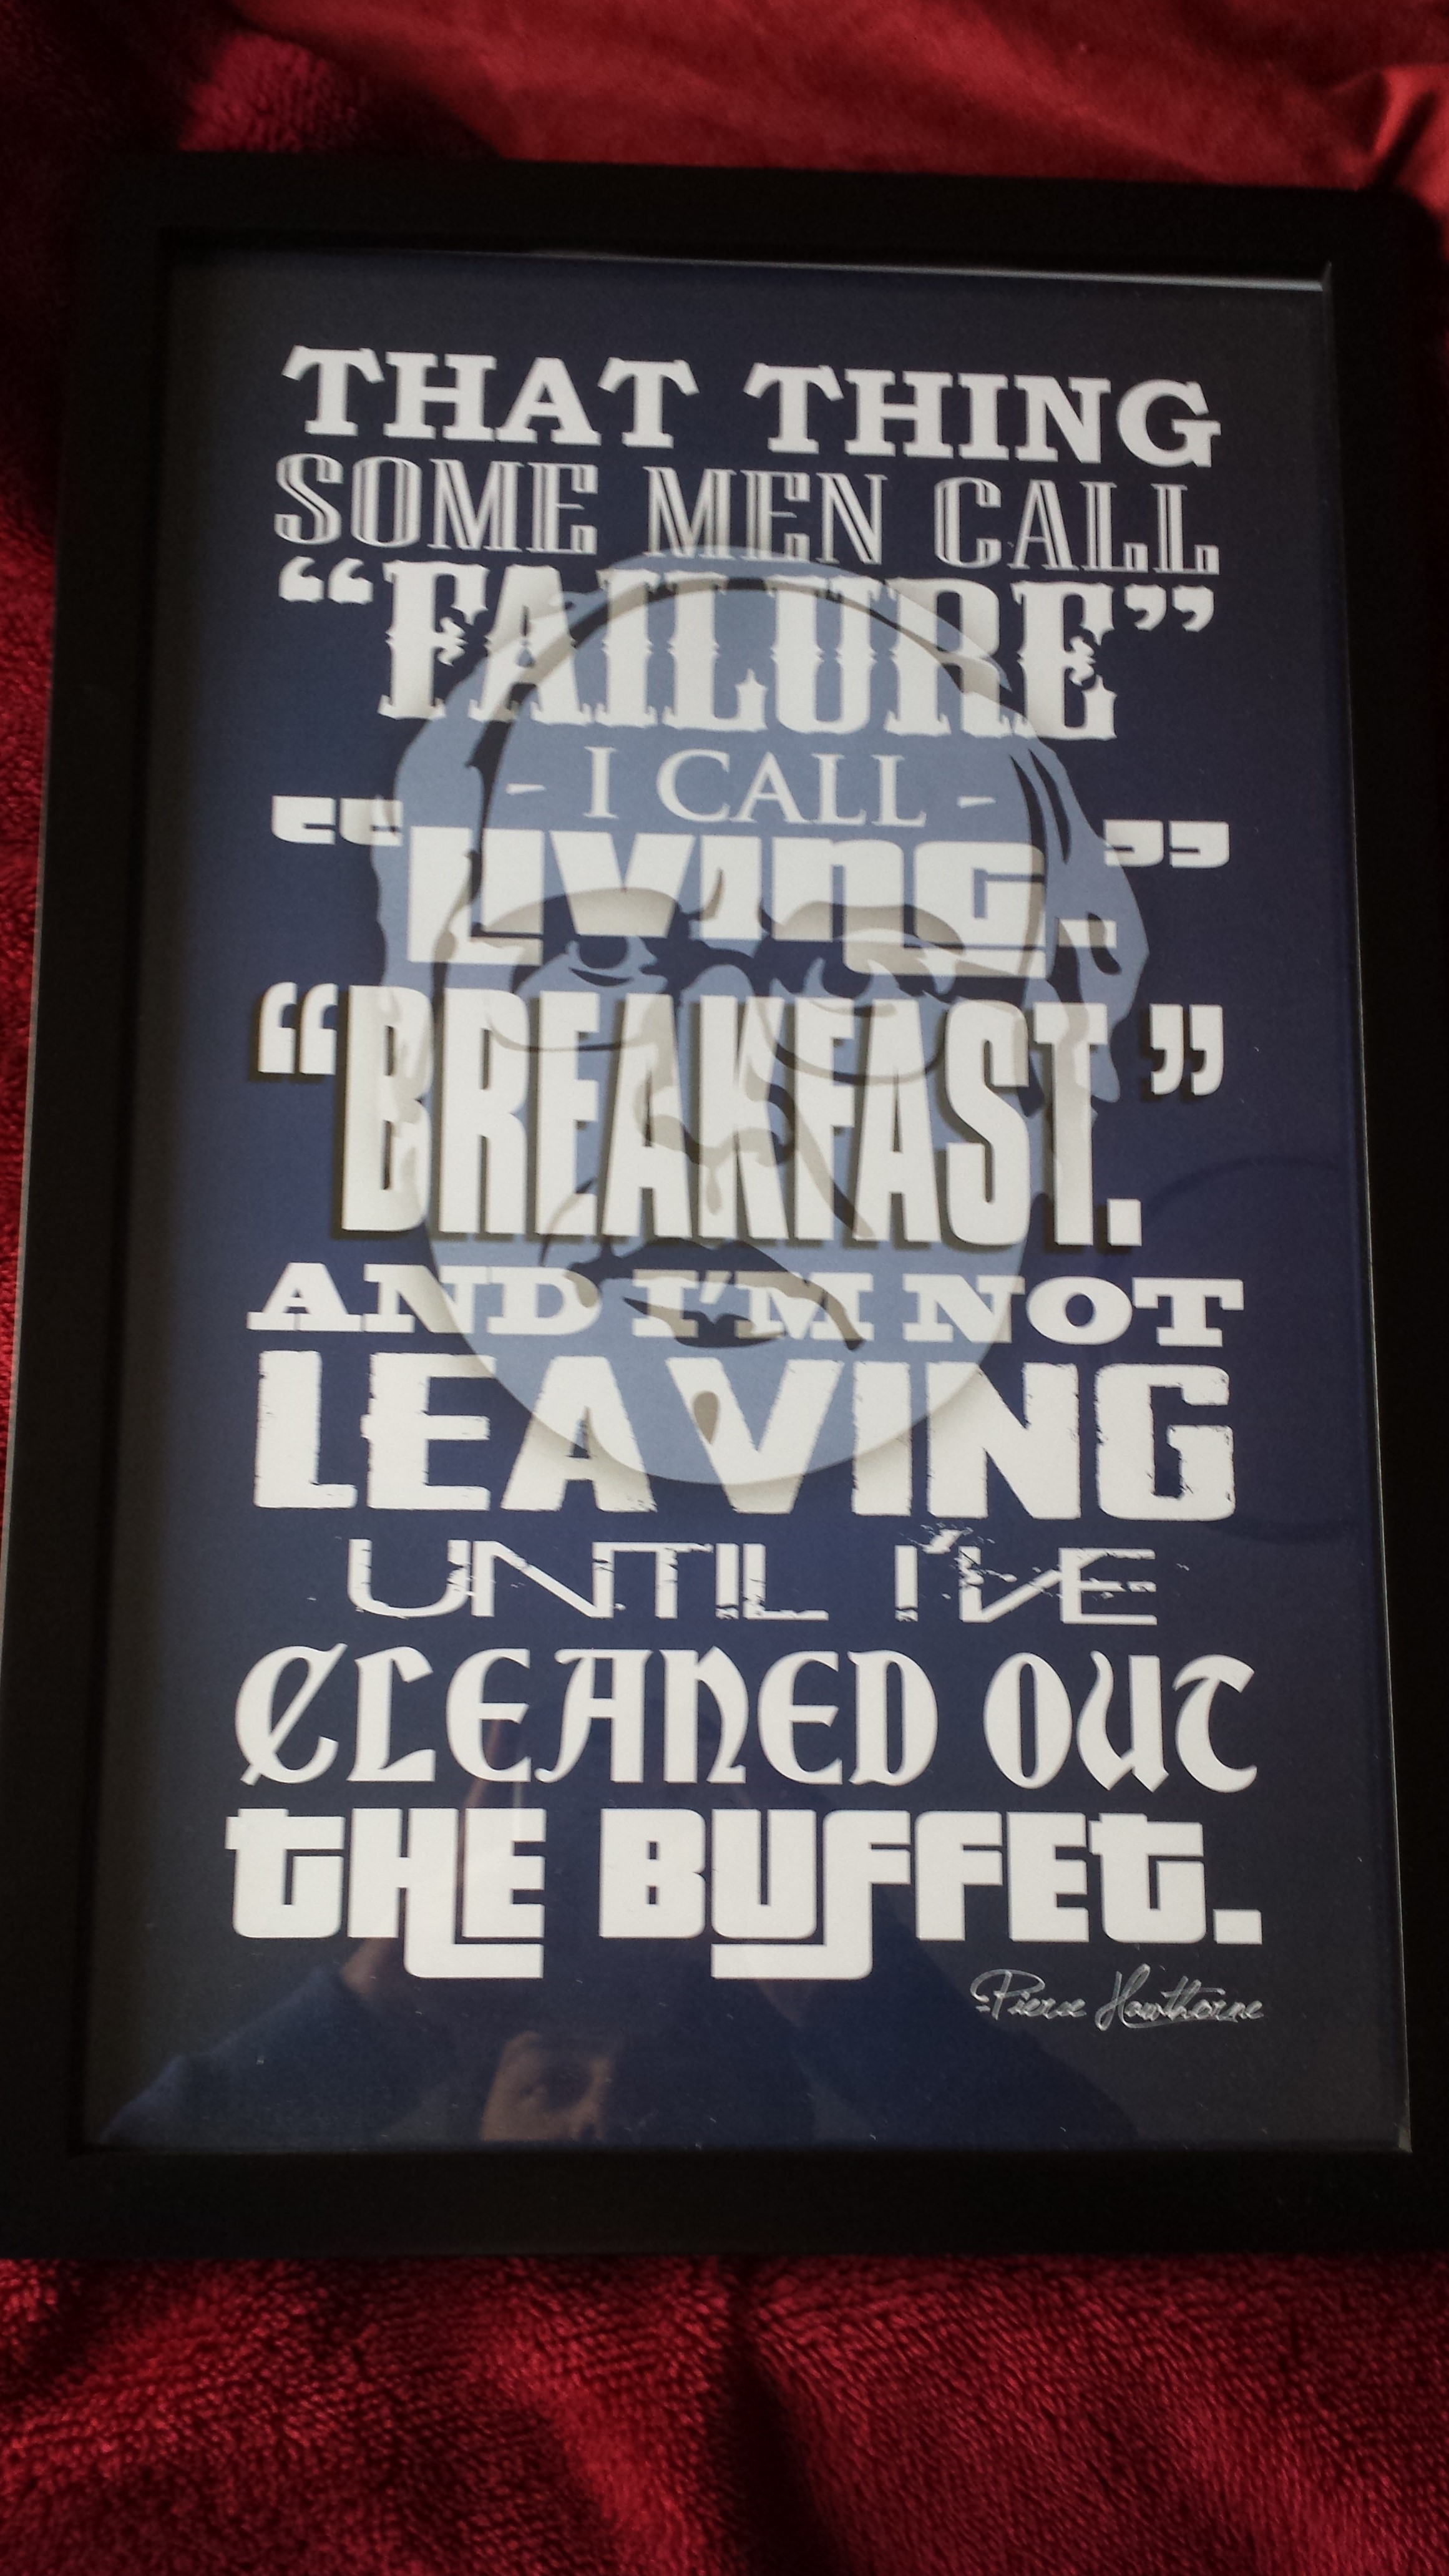 THAT THING
SOME MEN CALL
“FAILURE”
- I CALL -
“LIVING.”
“BREAKFAST.”
AND I'M NOT
LEAVING
UNTIL I'VE
CLEANED OUT
THE BUFFET.
-Pierce Hawthorne